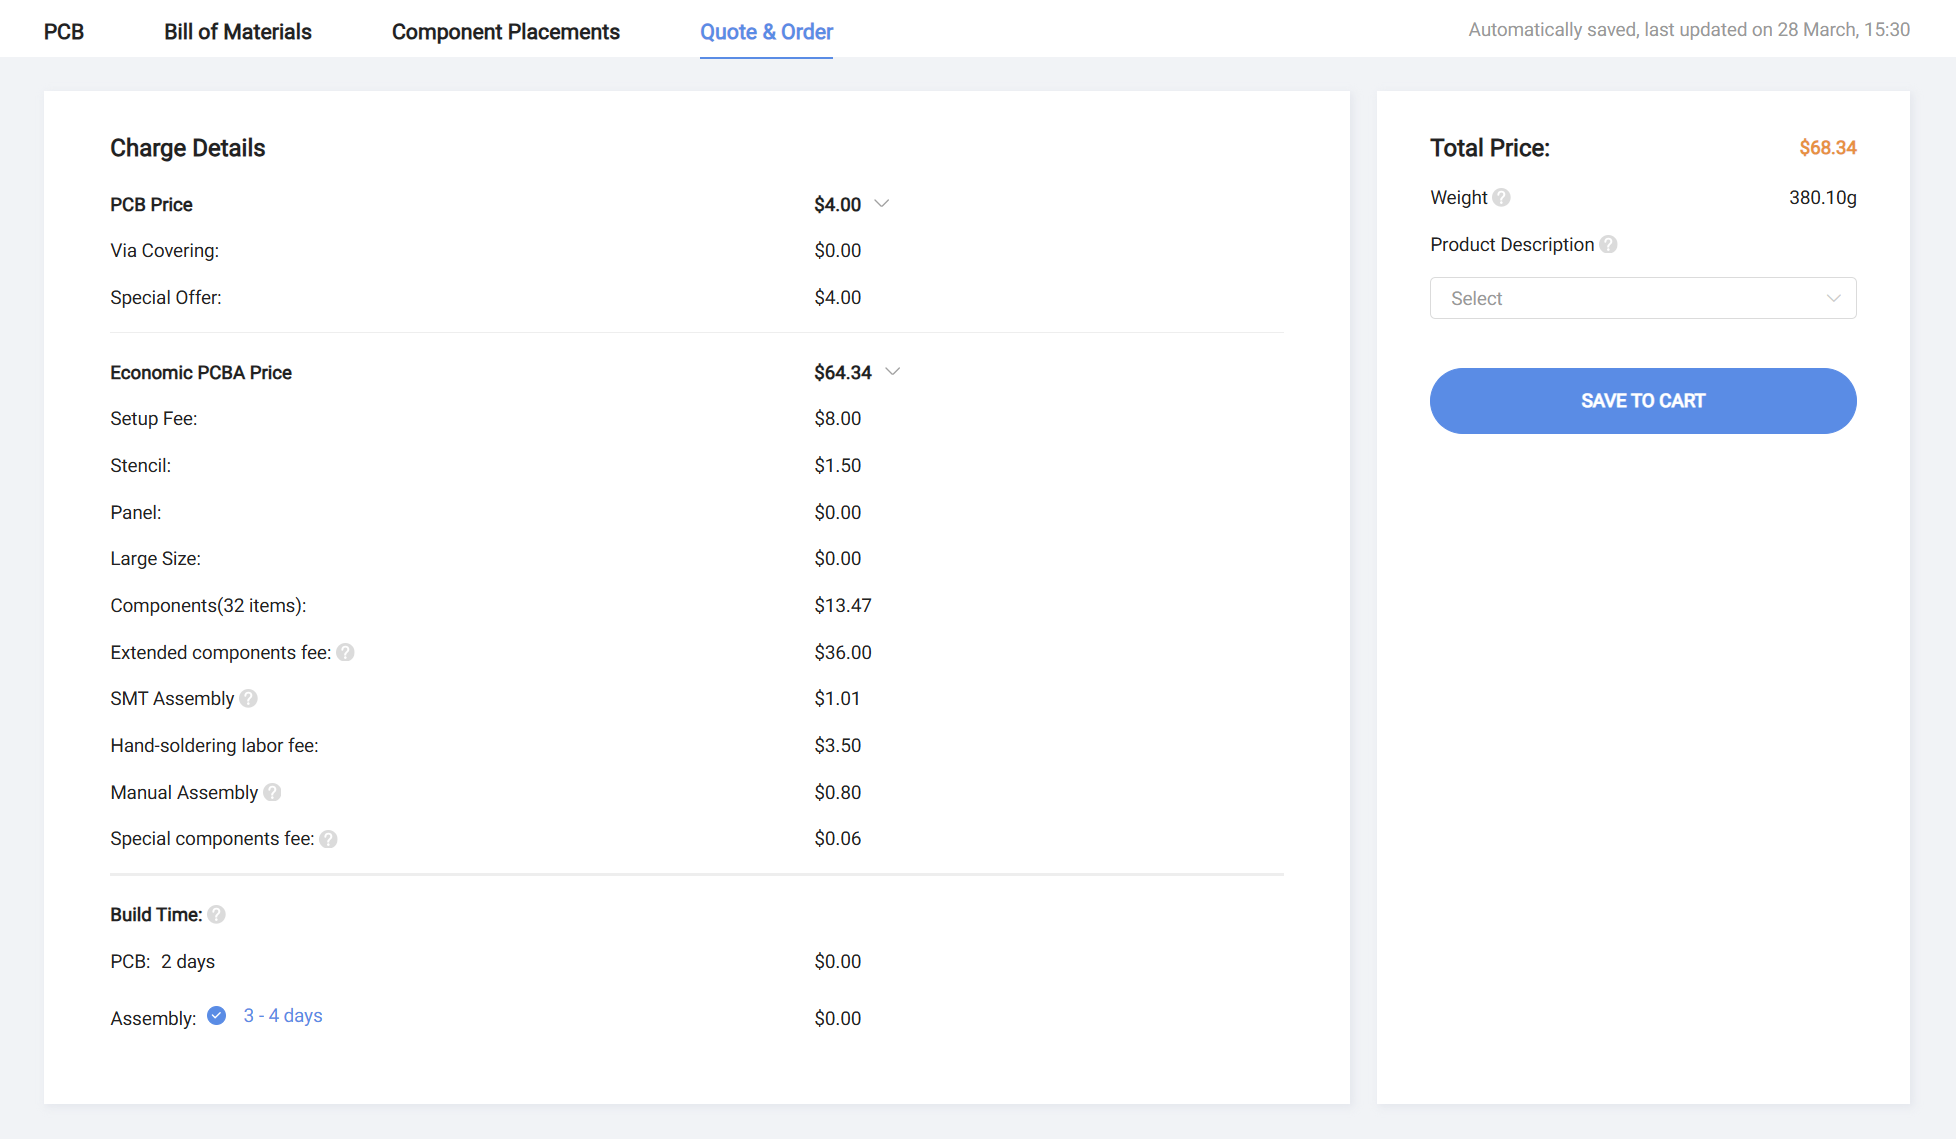 PCB Bill of Materials Component Placements Quote & Order Automatically saved, last updated on 28 March, 15:30
Charge Details
PCB Price $4.00
Via Covering: $0.00
Special Offer: $4.00
Economic PCBA Price $64.34
Setup Fee: $8.00
Stencil: $1.50
Panel: $0.00
Large Size: $0.00
Components(32 items): $13.47
Extended components fee: ? $36.00
SMT Assembly ? $1.01
Hand-soldering labor fee: $3.50
Manual Assembly ? $0.80
Special components fee: ? $0.06
Build Time: ?
PCB: 2 days $0.00
Assembly: 3 - 4 days $0.00
Total Price: $68.34
Weight ? 380.10g
Product Description ?
Select
SAVE TO CART